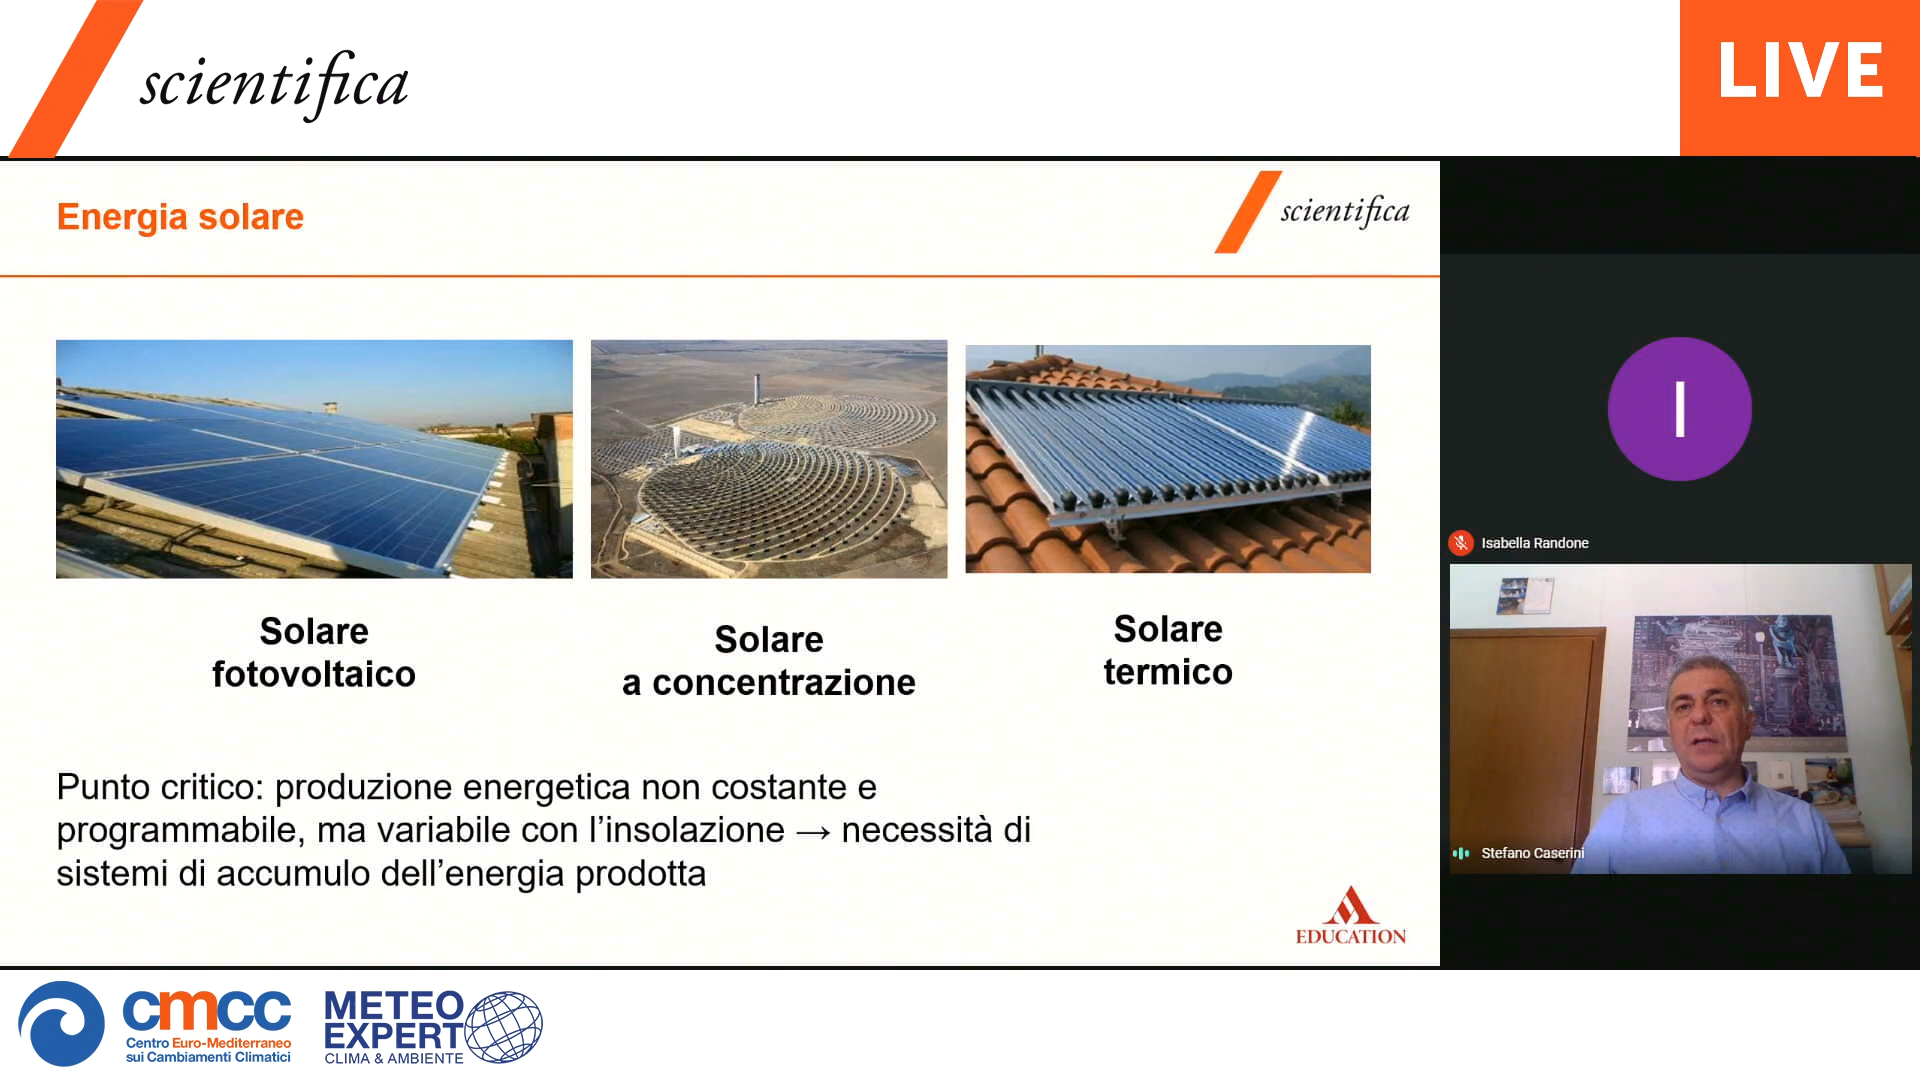 scientifica
LIVE
Energia solare
scientifica
Solare
fotovoltaico
Solare
a concentrazione
Solare
termico
Punto critico: produzione energetica non costante e
programmabile, ma variabile con l’insolazione → necessità di
sistemi di accumulo dell’energia prodotta
EDUCATION
I
Isabella Randone
Stefano Caserini
cmcc
Centro Euro-Mediterraneo
sui Cambiamenti Climatici
METEO
EXPERT
CLIMA & AMBIENTE